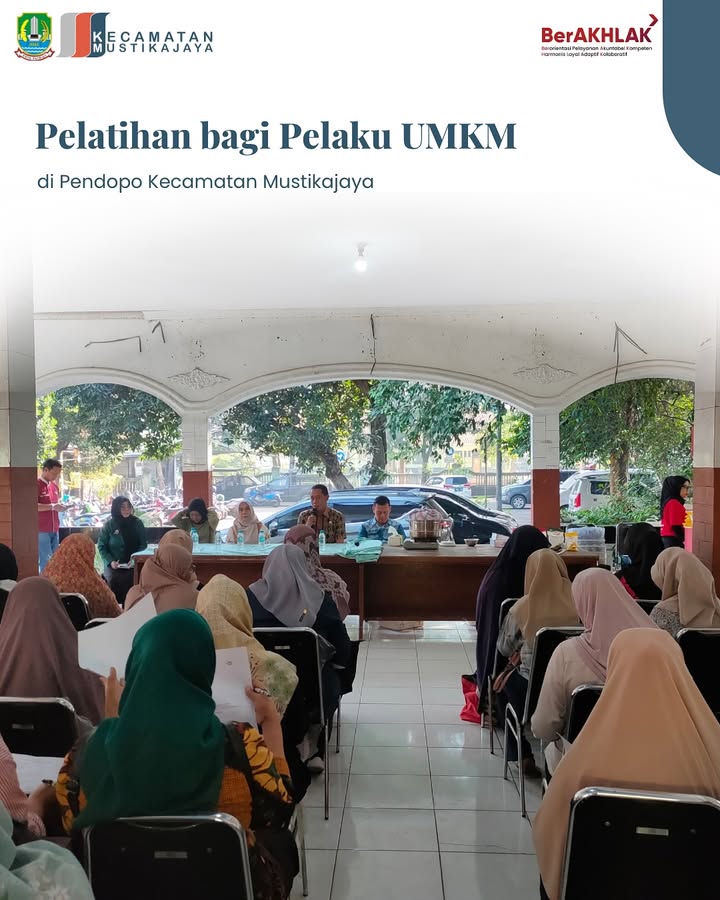 KECAMATAN
MUSTIKAJAYA
BerAKHLAK
Berorientasi Pelayanan Akuntabel Kompeten
Harmonis Loyal Adaptif Kolaboratif
Pelatihan bagi Pelaku UMKM
di Pendopo Kecamatan Mustikajaya